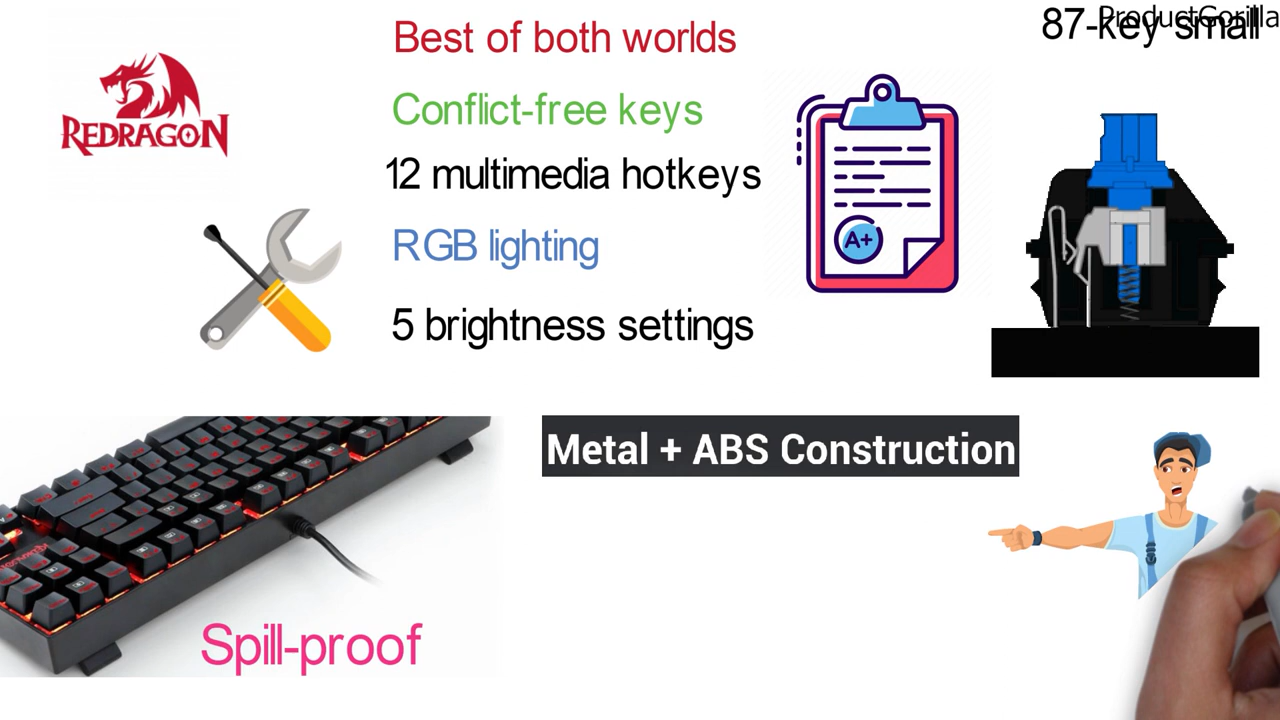 ProductGorilla
87-key small
REDRAGON
Best of both worlds
Conflict-free keys
12 multimedia hotkeys
RGB lighting
5 brightness settings
A+
Metal + ABS Construction
Spill-proof